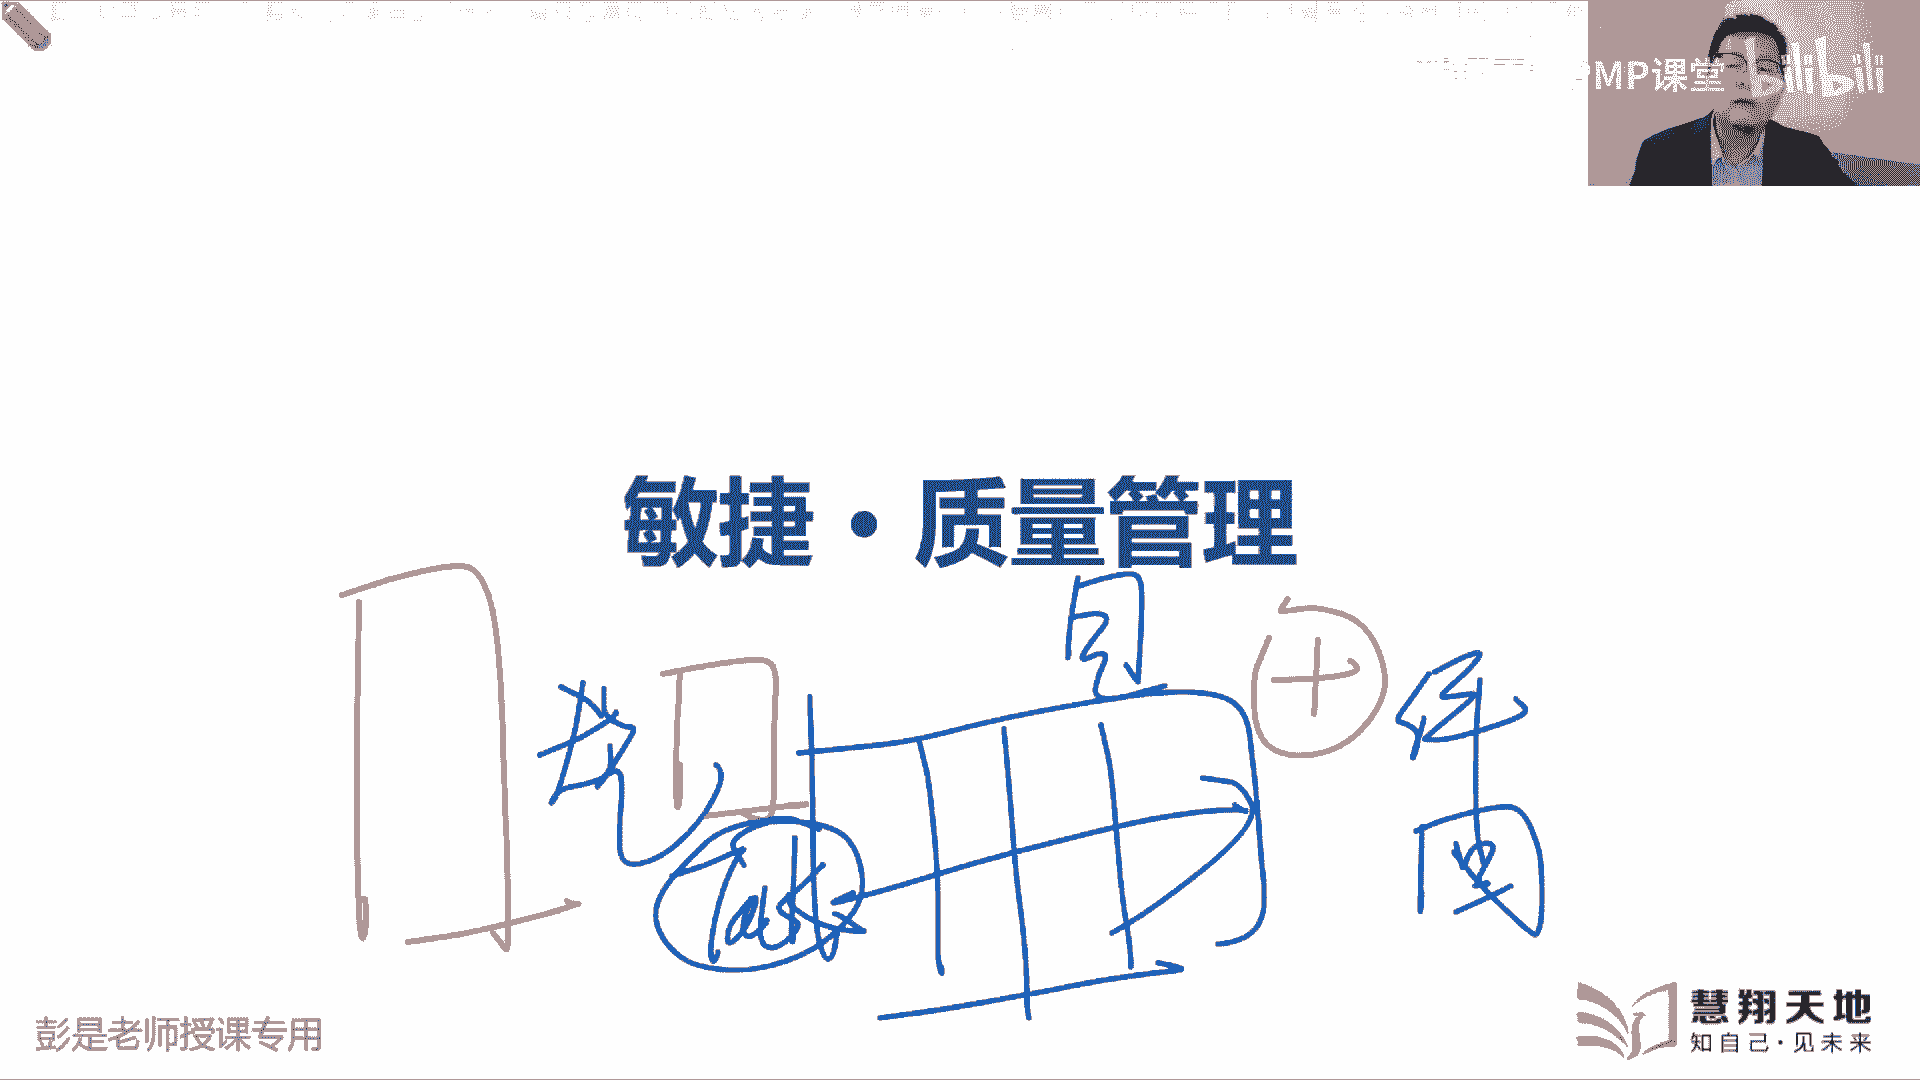 PMP课堂 bilibili
敏捷·质量管理
Task
彭是老师授课专用
慧翔天地
知自己·见未来